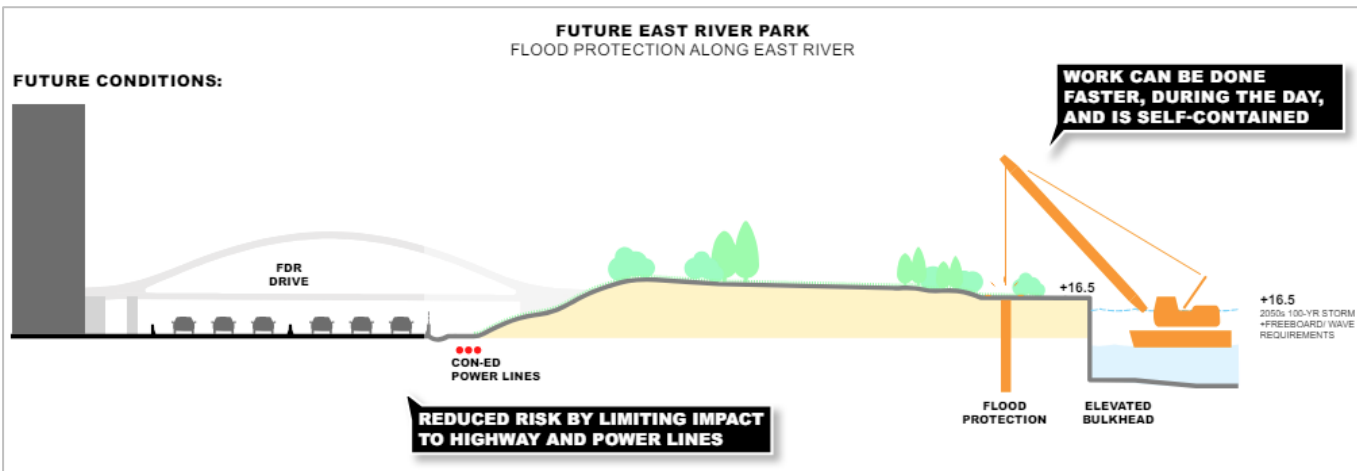 FUTURE EAST RIVER PARK
FLOOD PROTECTION ALONG EAST RIVER
FUTURE CONDITIONS:
WORK CAN BE DONE
FASTER, DURING THE DAY,
AND IS SELF-CONTAINED
FDR
DRIVE
+16.5
+16.5
2050s 100-YR STORM
+FREEBOARD/ WAVE
REQUIREMENTS
CON-ED
POWER LINES
FLOOD
PROTECTION
ELEVATED
BULKHEAD
REDUCED RISK BY LIMITING IMPACT
TO HIGHWAY AND POWER LINES